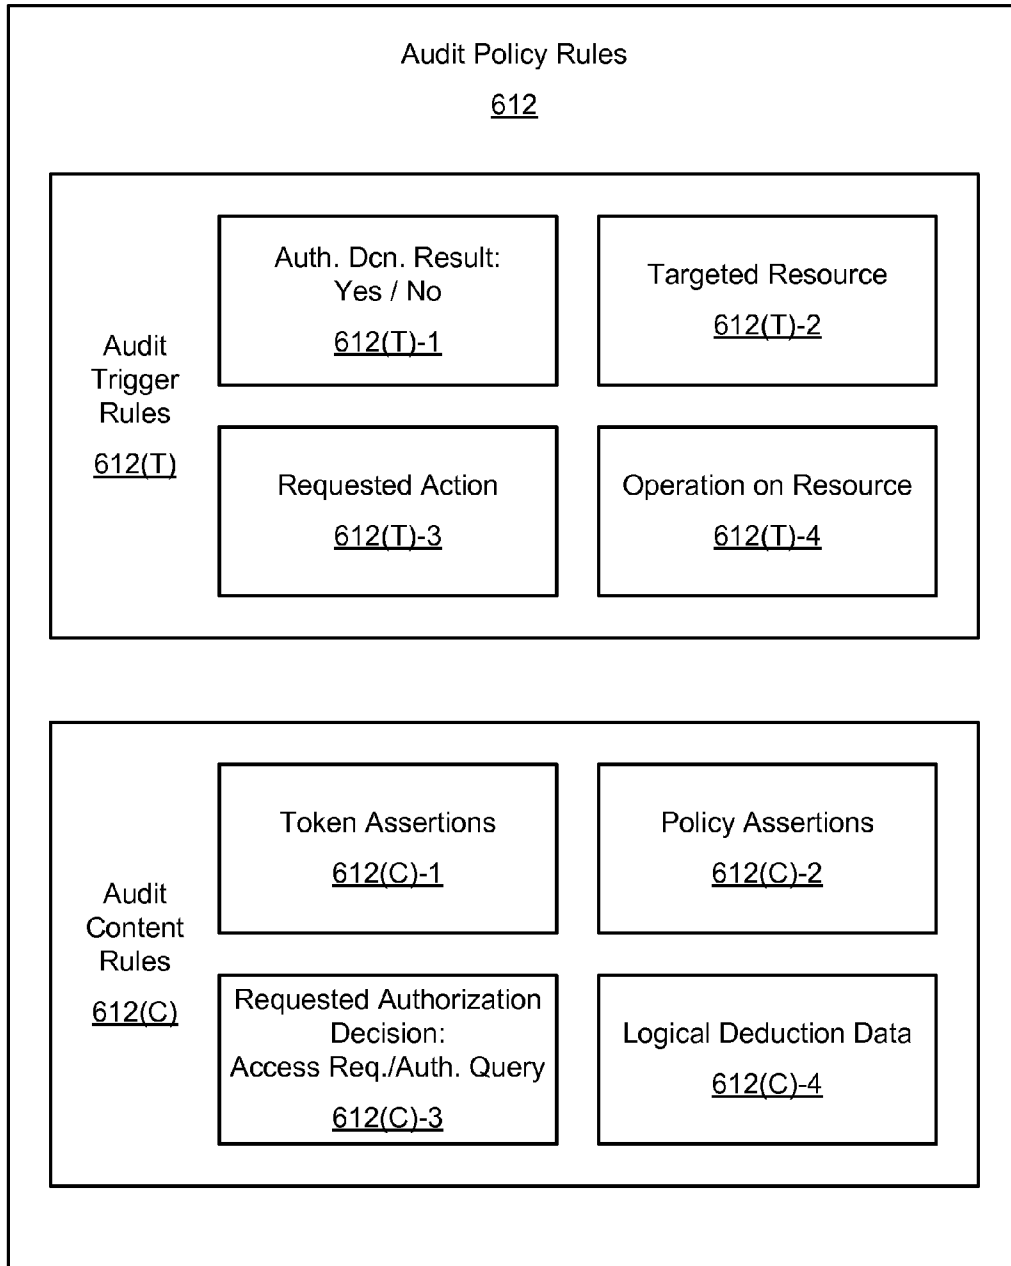 Audit Policy Rules
612
Audit
Trigger
Rules
612(T)
Auth. Dcn. Result:
Yes / No
612(T)-1
Targeted Resource
612(T)-2
Requested Action
612(T)-3
Operation on Resource
612(T)-4
Audit
Content
Rules
612(C)
Token Assertions
612(C)-1
Policy Assertions
612(C)-2
Requested Authorization
Decision:
Access Req./Auth. Query
612(C)-3
Logical Deduction Data
612(C)-4